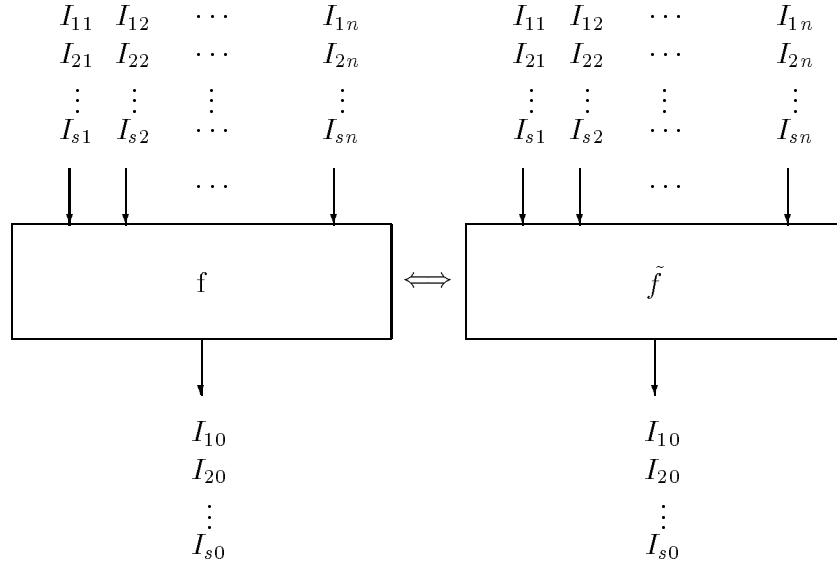 I₁₁ I₁₂ ··· I₁ₙ I₁₁ I₁₂ ··· I₁ₙ
I₂₁ I₂₂ ··· I₂ₙ I₂₁ I₂₂ ··· I₂ₙ
⋮ ⋮ ⋮ ⋮ ⋮ ⋮ ⋮ ⋮
Iₛ₁ Iₛ₂ ··· Iₛₙ Iₛ₁ Iₛ₂ ··· Iₛₙ
··· ···
f ⟺ f̃
I₁₀ I₁₀
I₂₀ I₂₀
⋮ ⋮
Iₛ₀ Iₛ₀